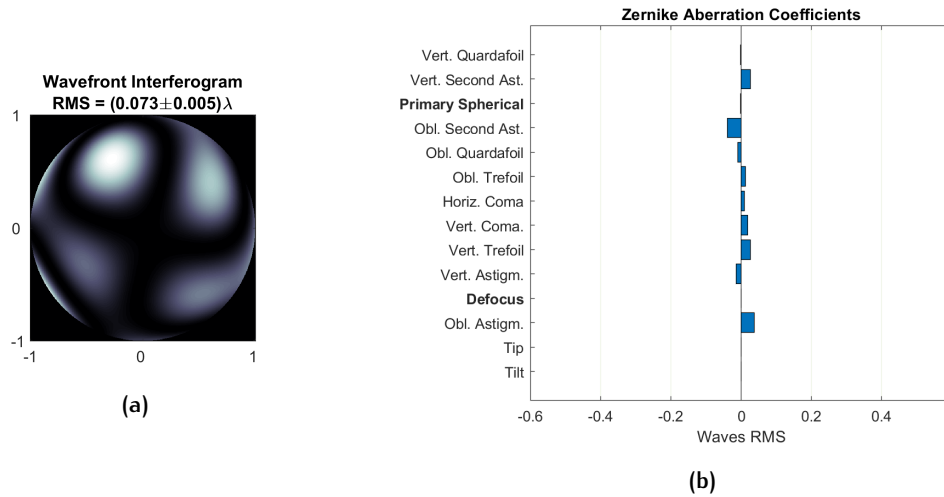 Wavefront Interferogram
RMS = (0.073±0.005)λ
1
0
-1
-1 0 1
(a)
Zernike Aberration Coefficients
Vert. Quardafoil
Vert. Second Ast.
Primary Spherical
Obl. Second Ast.
Obl. Quardafoil
Obl. Trefoil
Horiz. Coma
Vert. Coma.
Vert. Trefoil
Vert. Astigm.
Defocus
Obl. Astigm.
Tip
Tilt
-0.6 -0.4 -0.2 0 0.2 0.4
Waves RMS
(b)